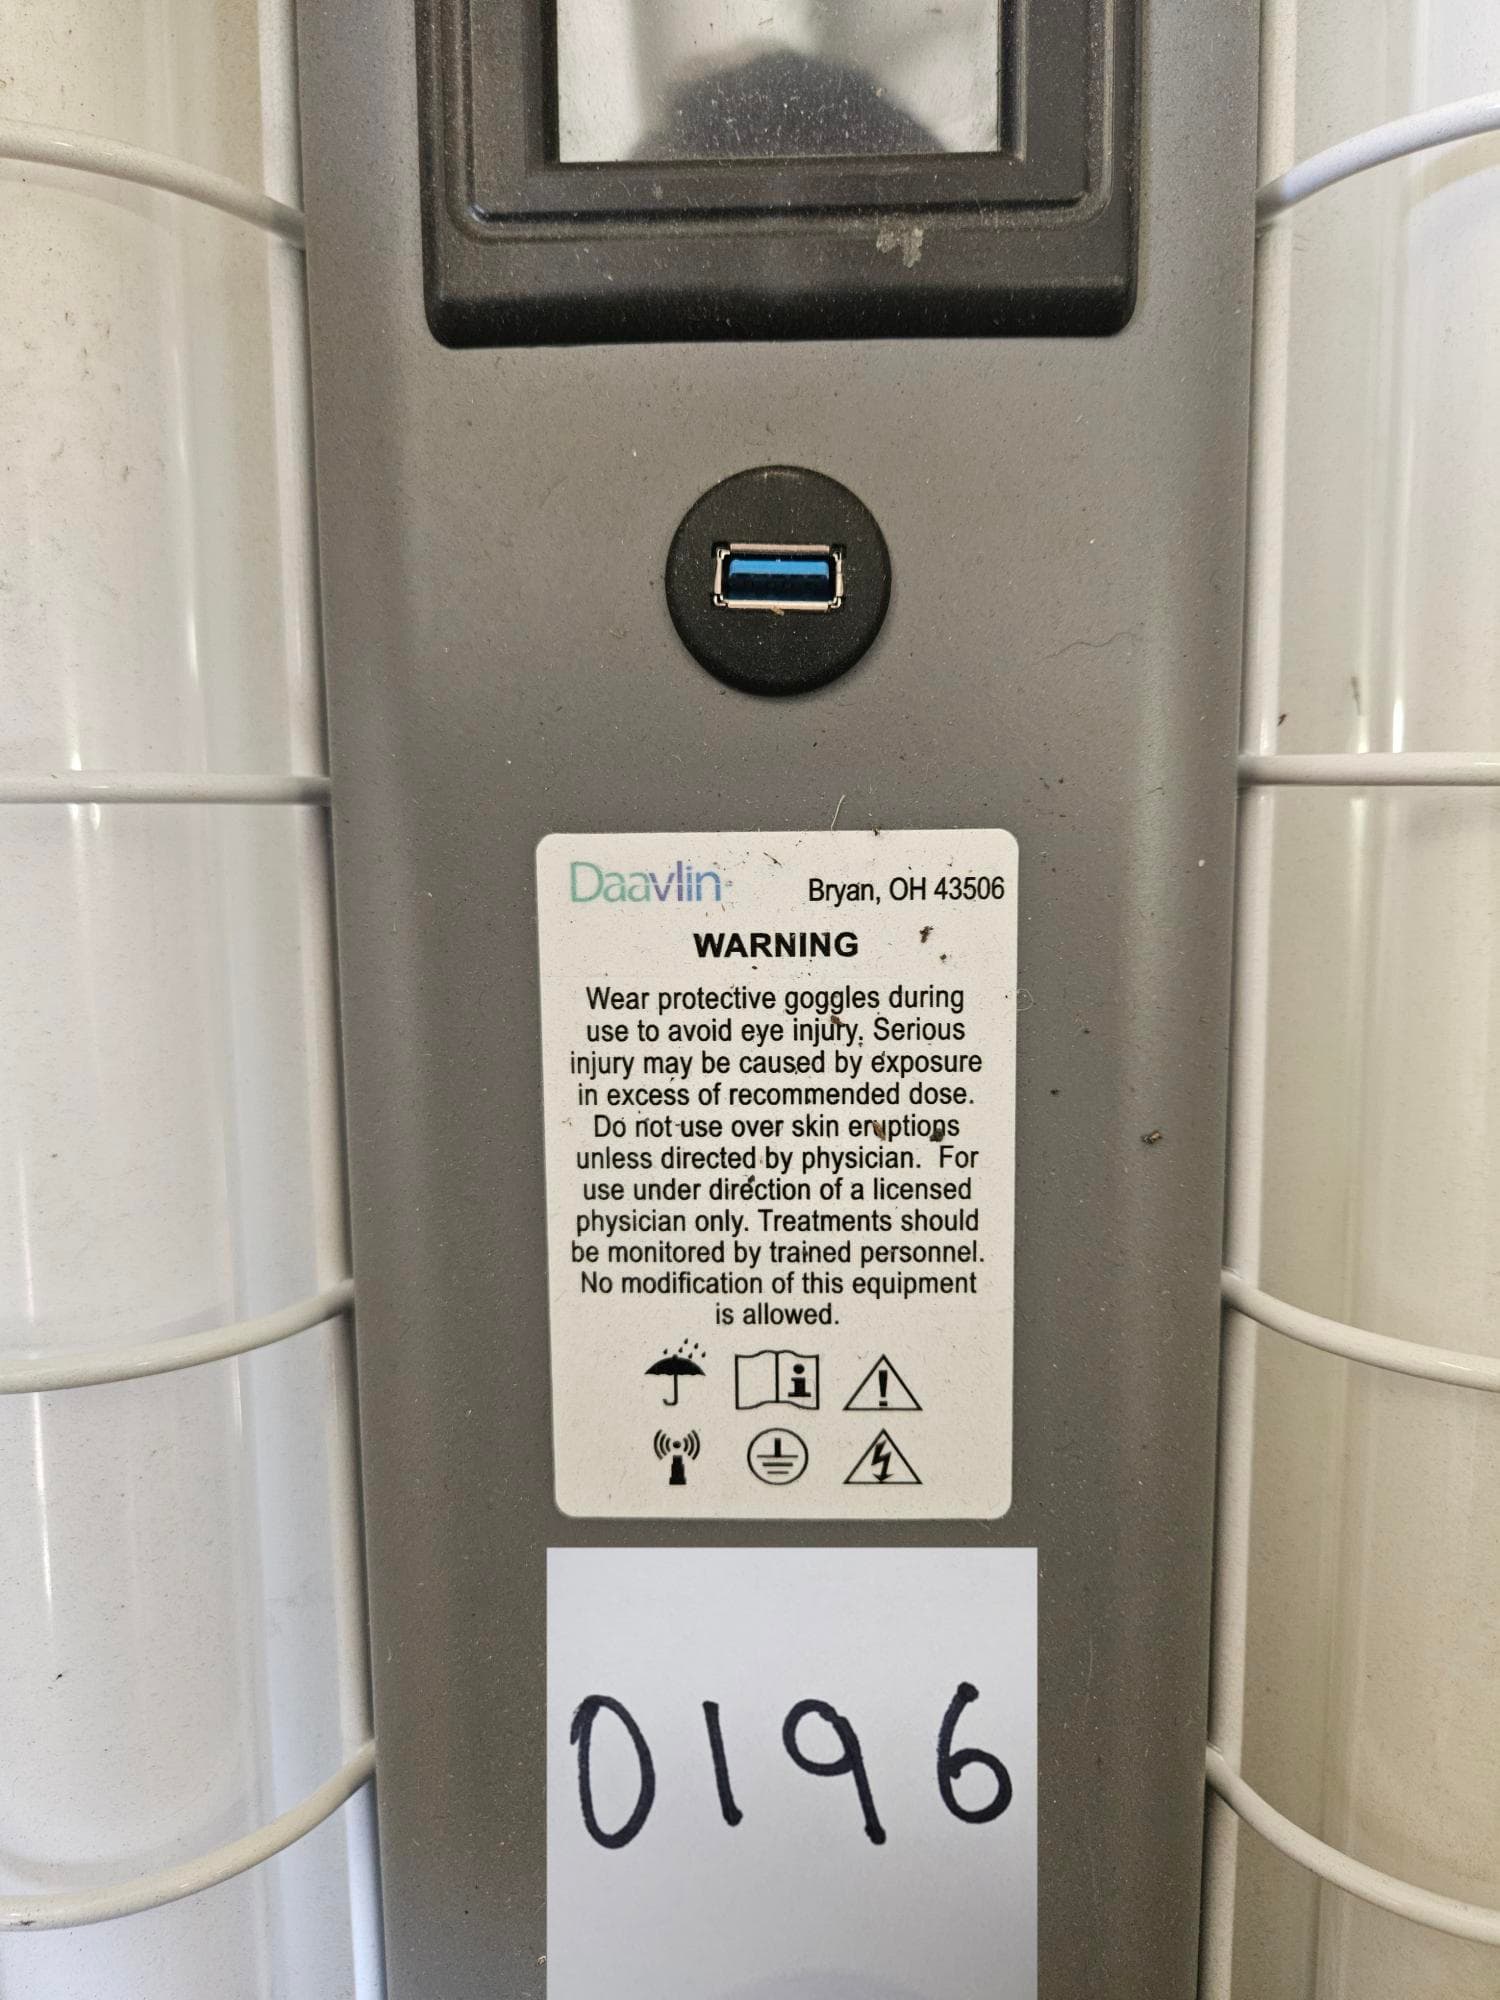 Daavlin
Bryan, OH 43506
WARNING
Wear protective goggles during
use to avoid eye injury. Serious
injury may be caused by exposure
in excess of recommended dose.
Do not use over skin eruptions
unless directed by physician.  For
use under direction of a licensed
physician only. Treatments should
be monitored by trained personnel.
No modification of this equipment
is allowed.
0196